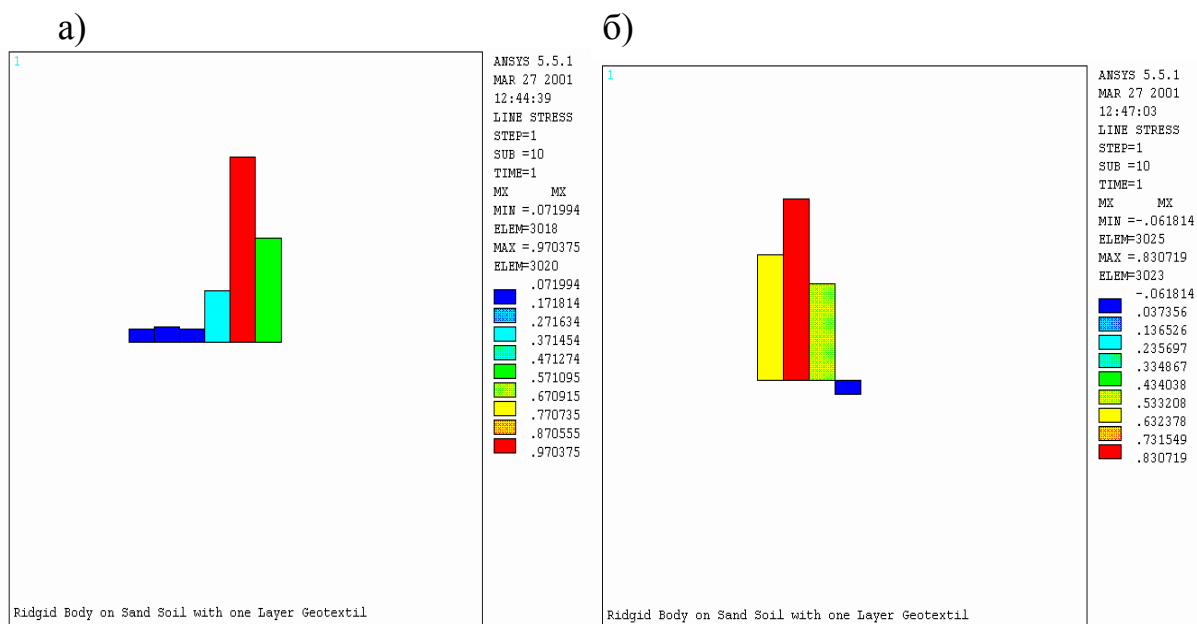 а)
б)
1
ANSYS 5.5.1
MAR 27 2001
12:44:39
LINE STRESS
STEP=1
SUB =10
TIME=1
MX MX
MIN =.071994
ELEM=3018
MAX =.970375
ELEM=3020
.071994
.171814
.271634
.371454
.471274
.571095
.670915
.770735
.870555
.970375
Ridgid Body on Sand Soil with one Layer Geotextil
1
ANSYS 5.5.1
MAR 27 2001
12:47:03
LINE STRESS
STEP=1
SUB =10
TIME=1
MX MX
MIN =-.061814
ELEM=3025
MAX =.830719
ELEM=3023
-.061814
.037356
.136526
.235697
.334867
.434038
.533208
.632378
.731549
.830719
Ridgid Body on Sand Soil with one Layer Geotextil